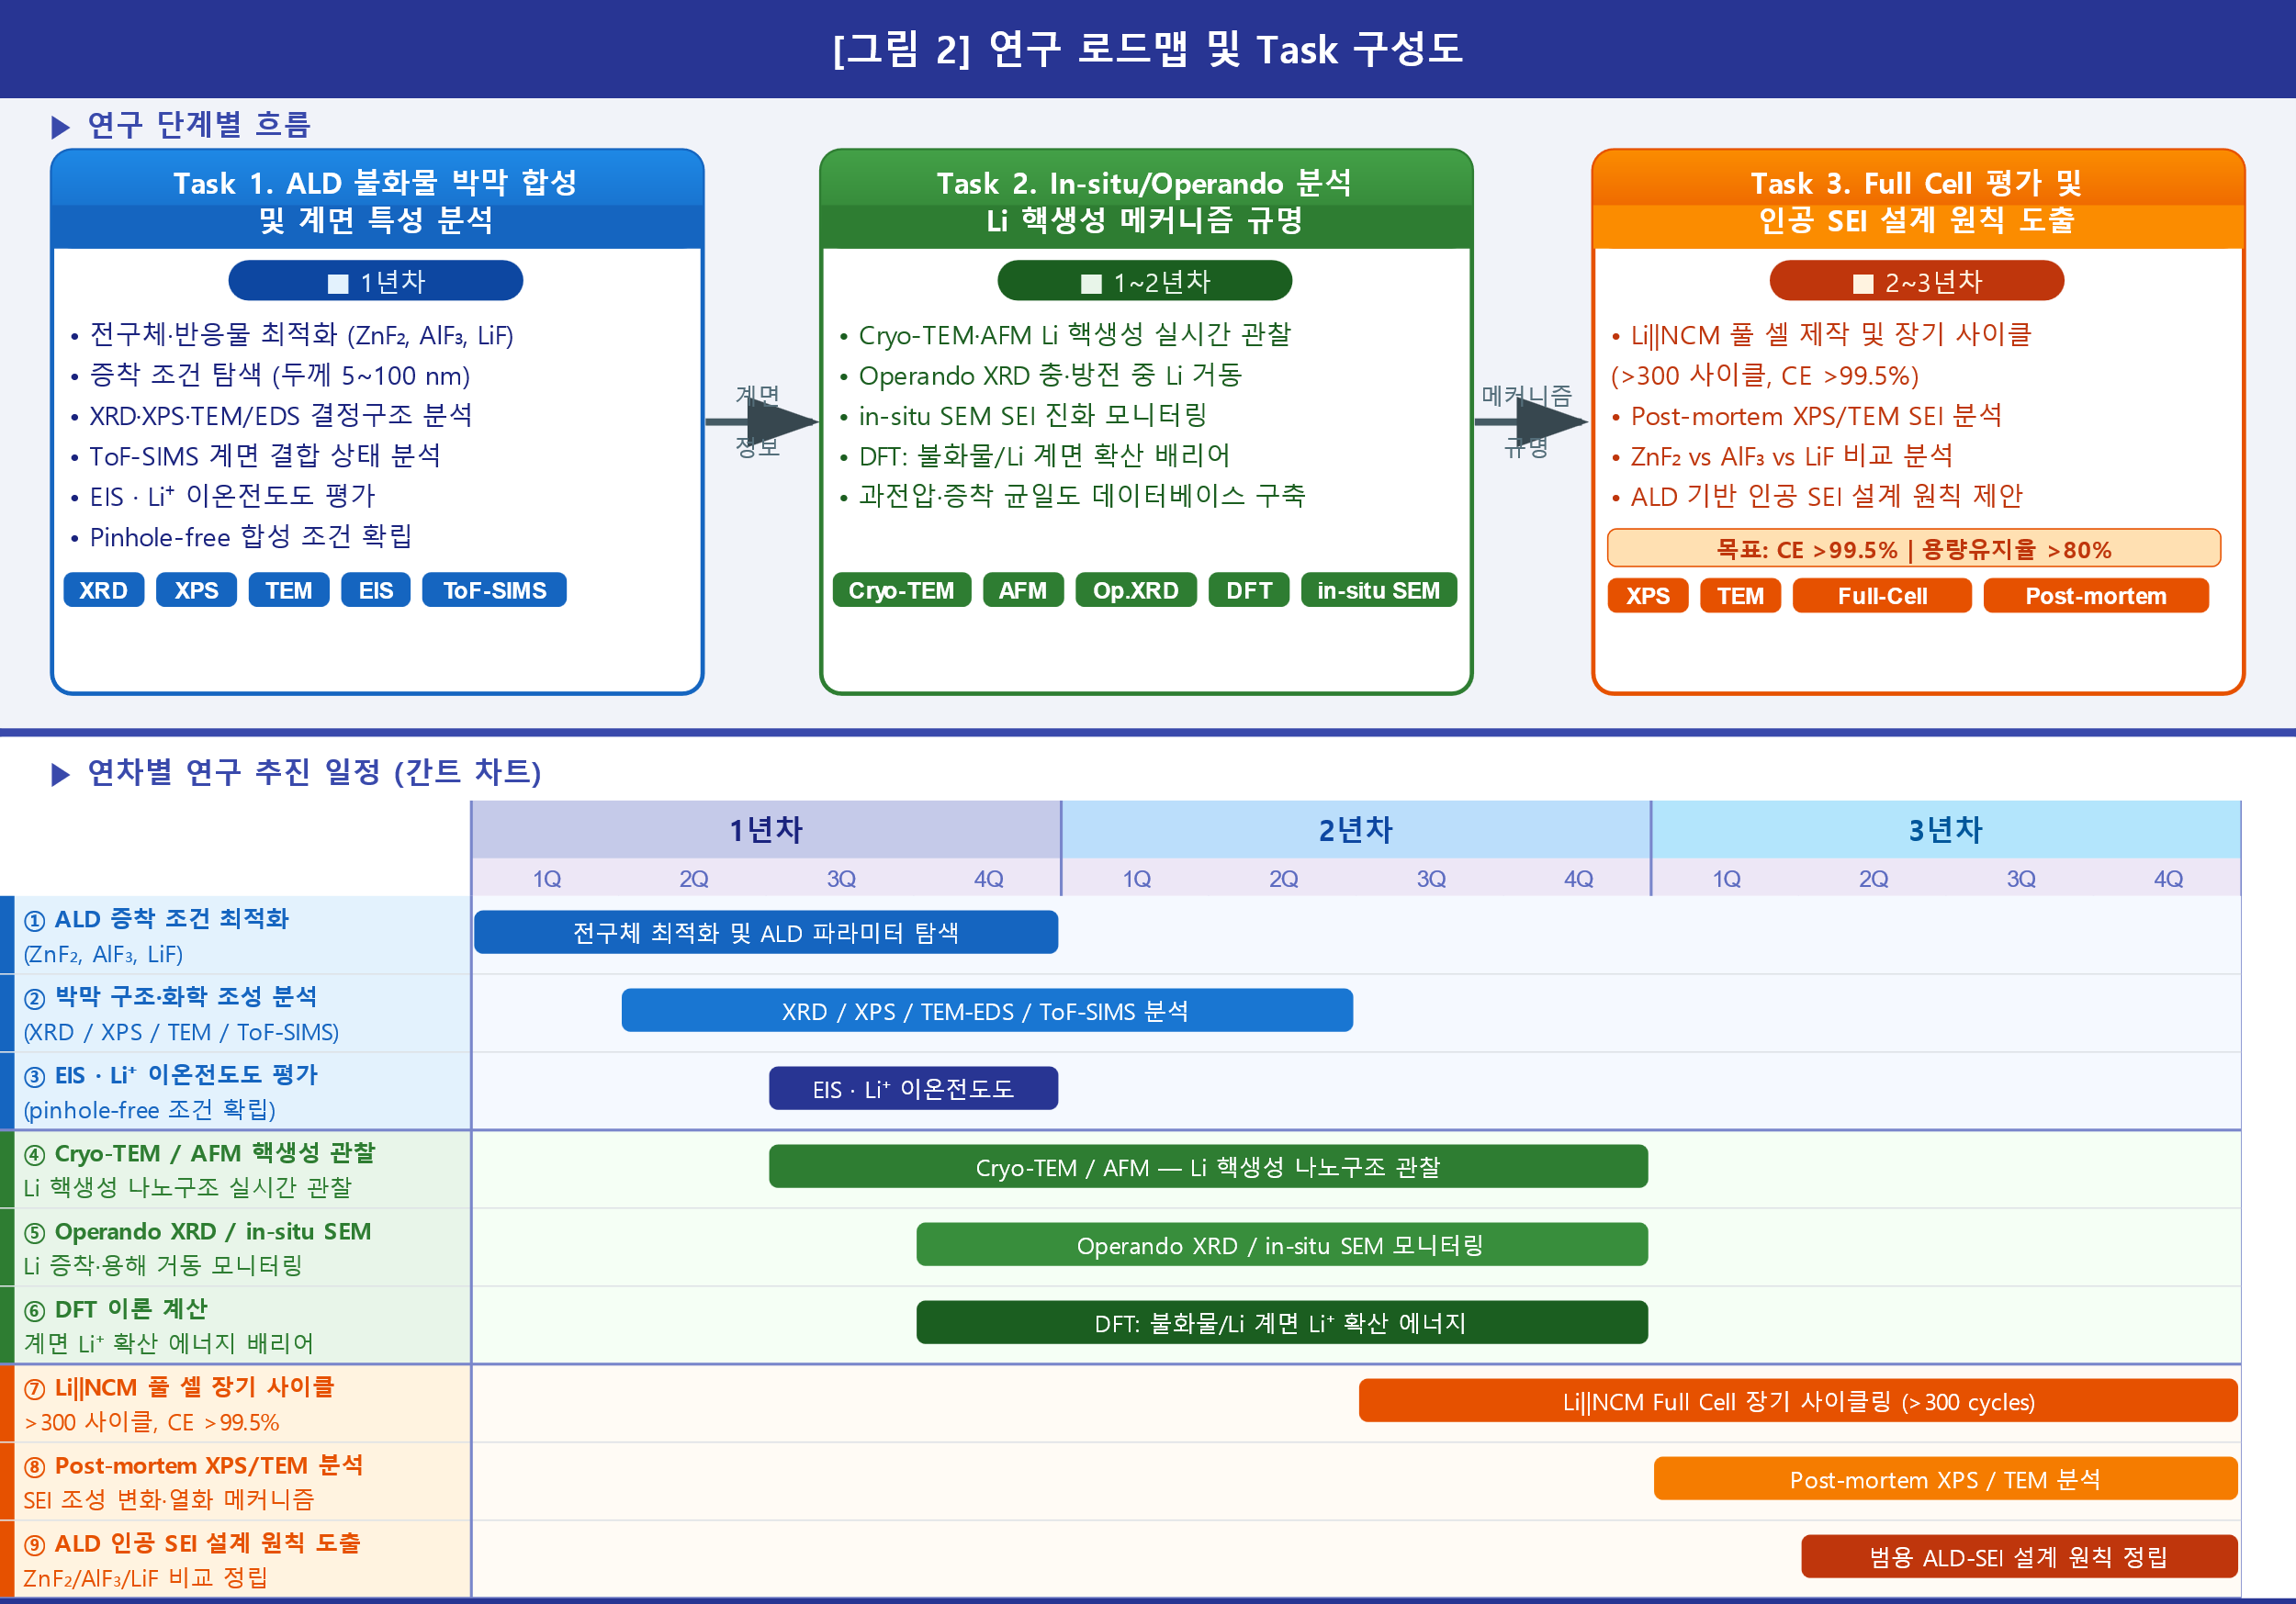 [그림 2] 연구 로드맵 및 Task 구성도
▶ 연구 단계별 흐름
Task 1. ALD 불화물 박막 합성
및 계면 특성 분석
■ 1년차
• 전구체·반응물 최적화 (ZnF₂, AlF₃, LiF)
• 증착 조건 탐색 (두께 5~100 nm)
• XRD·XPS·TEM/EDS 결정구조 분석
• ToF-SIMS 계면 결합 상태 분석
• EIS · Li⁺ 이온전도도 평가
• Pinhole-free 합성 조건 확립
XRD XPS TEM EIS ToF-SIMS
계면
정보
Task 2. In-situ/Operando 분석
Li 핵생성 메커니즘 규명
■ 1~2년차
• Cryo-TEM·AFM Li 핵생성 실시간 관찰
• Operando XRD 충·방전 중 Li 거동
• in-situ SEM SEI 진화 모니터링
• DFT: 불화물/Li 계면 확산 배리어
• 과전압·증착 균일도 데이터베이스 구축
Cryo-TEM AFM Op.XRD DFT in-situ SEM
메커니즘
규명
Task 3. Full Cell 평가 및
인공 SEI 설계 원칙 도출
■ 2~3년차
• Li||NCM 풀 셀 제작 및 장기 사이클
(>300 사이클, CE >99.5%)
• Post-mortem XPS/TEM SEI 분석
• ZnF₂ vs AlF₃ vs LiF 비교 분석
• ALD 기반 인공 SEI 설계 원칙 제안
목표: CE >99.5% | 용량유지율 >80%
XPS TEM Full-Cell Post-mortem
▶ 연차별 연구 추진 일정 (간트 차트)
1년차 2년차 3년차
1Q 2Q 3Q 4Q 1Q 2Q 3Q 4Q 1Q 2Q 3Q 4Q
① ALD 증착 조건 최적화
(ZnF₂, AlF₃, LiF)
전구체 최적화 및 ALD 파라미터 탐색
② 박막 구조·화학 조성 분석
(XRD / XPS / TEM / ToF-SIMS)
XRD / XPS / TEM-EDS / ToF-SIMS 분석
③ EIS · Li⁺ 이온전도도 평가
(pinhole-free 조건 확립)
EIS · Li⁺ 이온전도도
④ Cryo-TEM / AFM 핵생성 관찰
Li 핵생성 나노구조 실시간 관찰
Cryo-TEM / AFM — Li 핵생성 나노구조 관찰
⑤ Operando XRD / in-situ SEM
Li 증착·용해 거동 모니터링
Operando XRD / in-situ SEM 모니터링
⑥ DFT 이론 계산
계면 Li⁺ 확산 에너지 배리어
DFT: 불화물/Li 계면 Li⁺ 확산 에너지
⑦ Li||NCM 풀 셀 장기 사이클
>300 사이클, CE >99.5%
Li||NCM Full Cell 장기 사이클링 (>300 cycles)
⑧ Post-mortem XPS/TEM 분석
SEI 조성 변화·열화 메커니즘
Post-mortem XPS / TEM 분석
⑨ ALD 인공 SEI 설계 원칙 도출
ZnF₂/AlF₃/LiF 비교 정립
범용 ALD-SEI 설계 원칙 정립